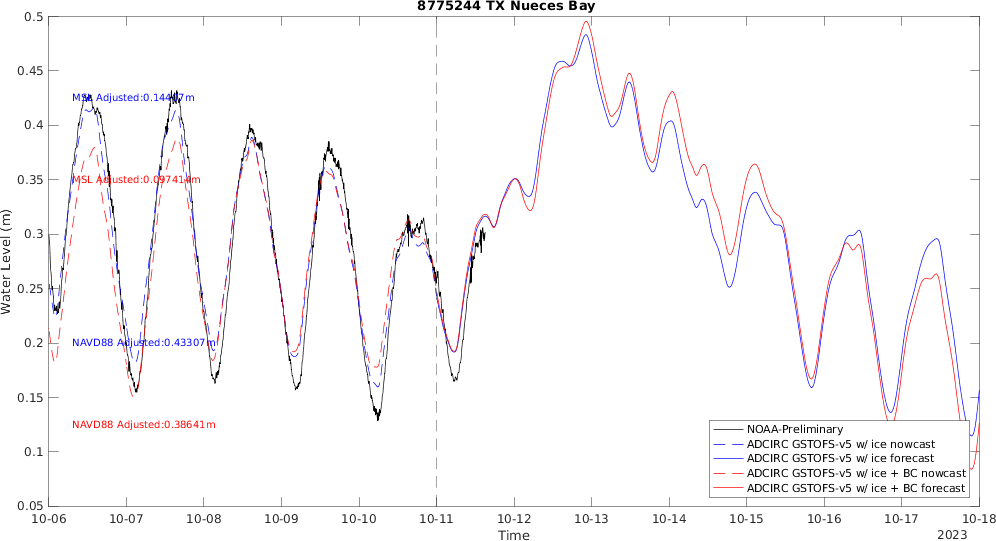 8775244 TX Nueces Bay
0.5
0.45
0.4
0.35
0.3
0.25
0.2
0.15
0.1
0.05
Water Level (m)
MSL Adjusted:
MSL Adjusted:0.097414m
NAVD88 Adjusted:0.43307m
NAVD88 Adjusted:0.38641m
NOAA-Preliminary
ADCIRC GSTOFS-v5 w/ ice nowcast
ADCIRC GSTOFS-v5 w/ ice forecast
ADCIRC GSTOFS-v5 w/ ice + BC nowcast
ADCIRC GSTOFS-v5 w/ ice + BC forecast
10-06 10-07 10-08 10-09 10-10 10-11 10-12 10-13 10-14 10-15 10-16 10-17 10-18
Time
2023